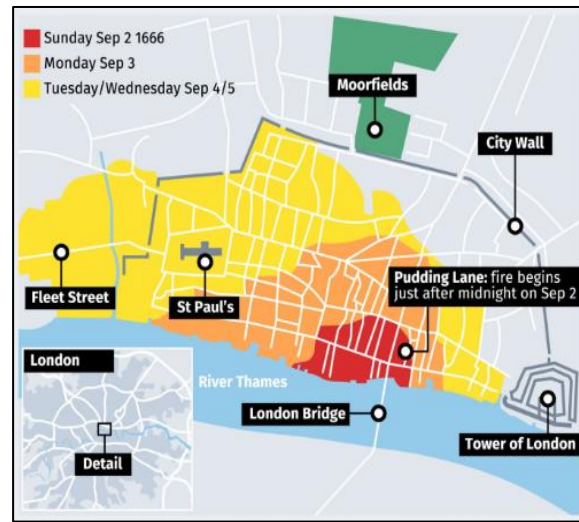 Sunday Sep 2 1666
Monday Sep 3
Tuesday/Wednesday Sep 4/5
Moorfields
City Wall
Pudding Lane: fire begins
just after midnight on Sep 2
Fleet Street
St Paul's
London
River Thames
London Bridge
Tower of London
Detail